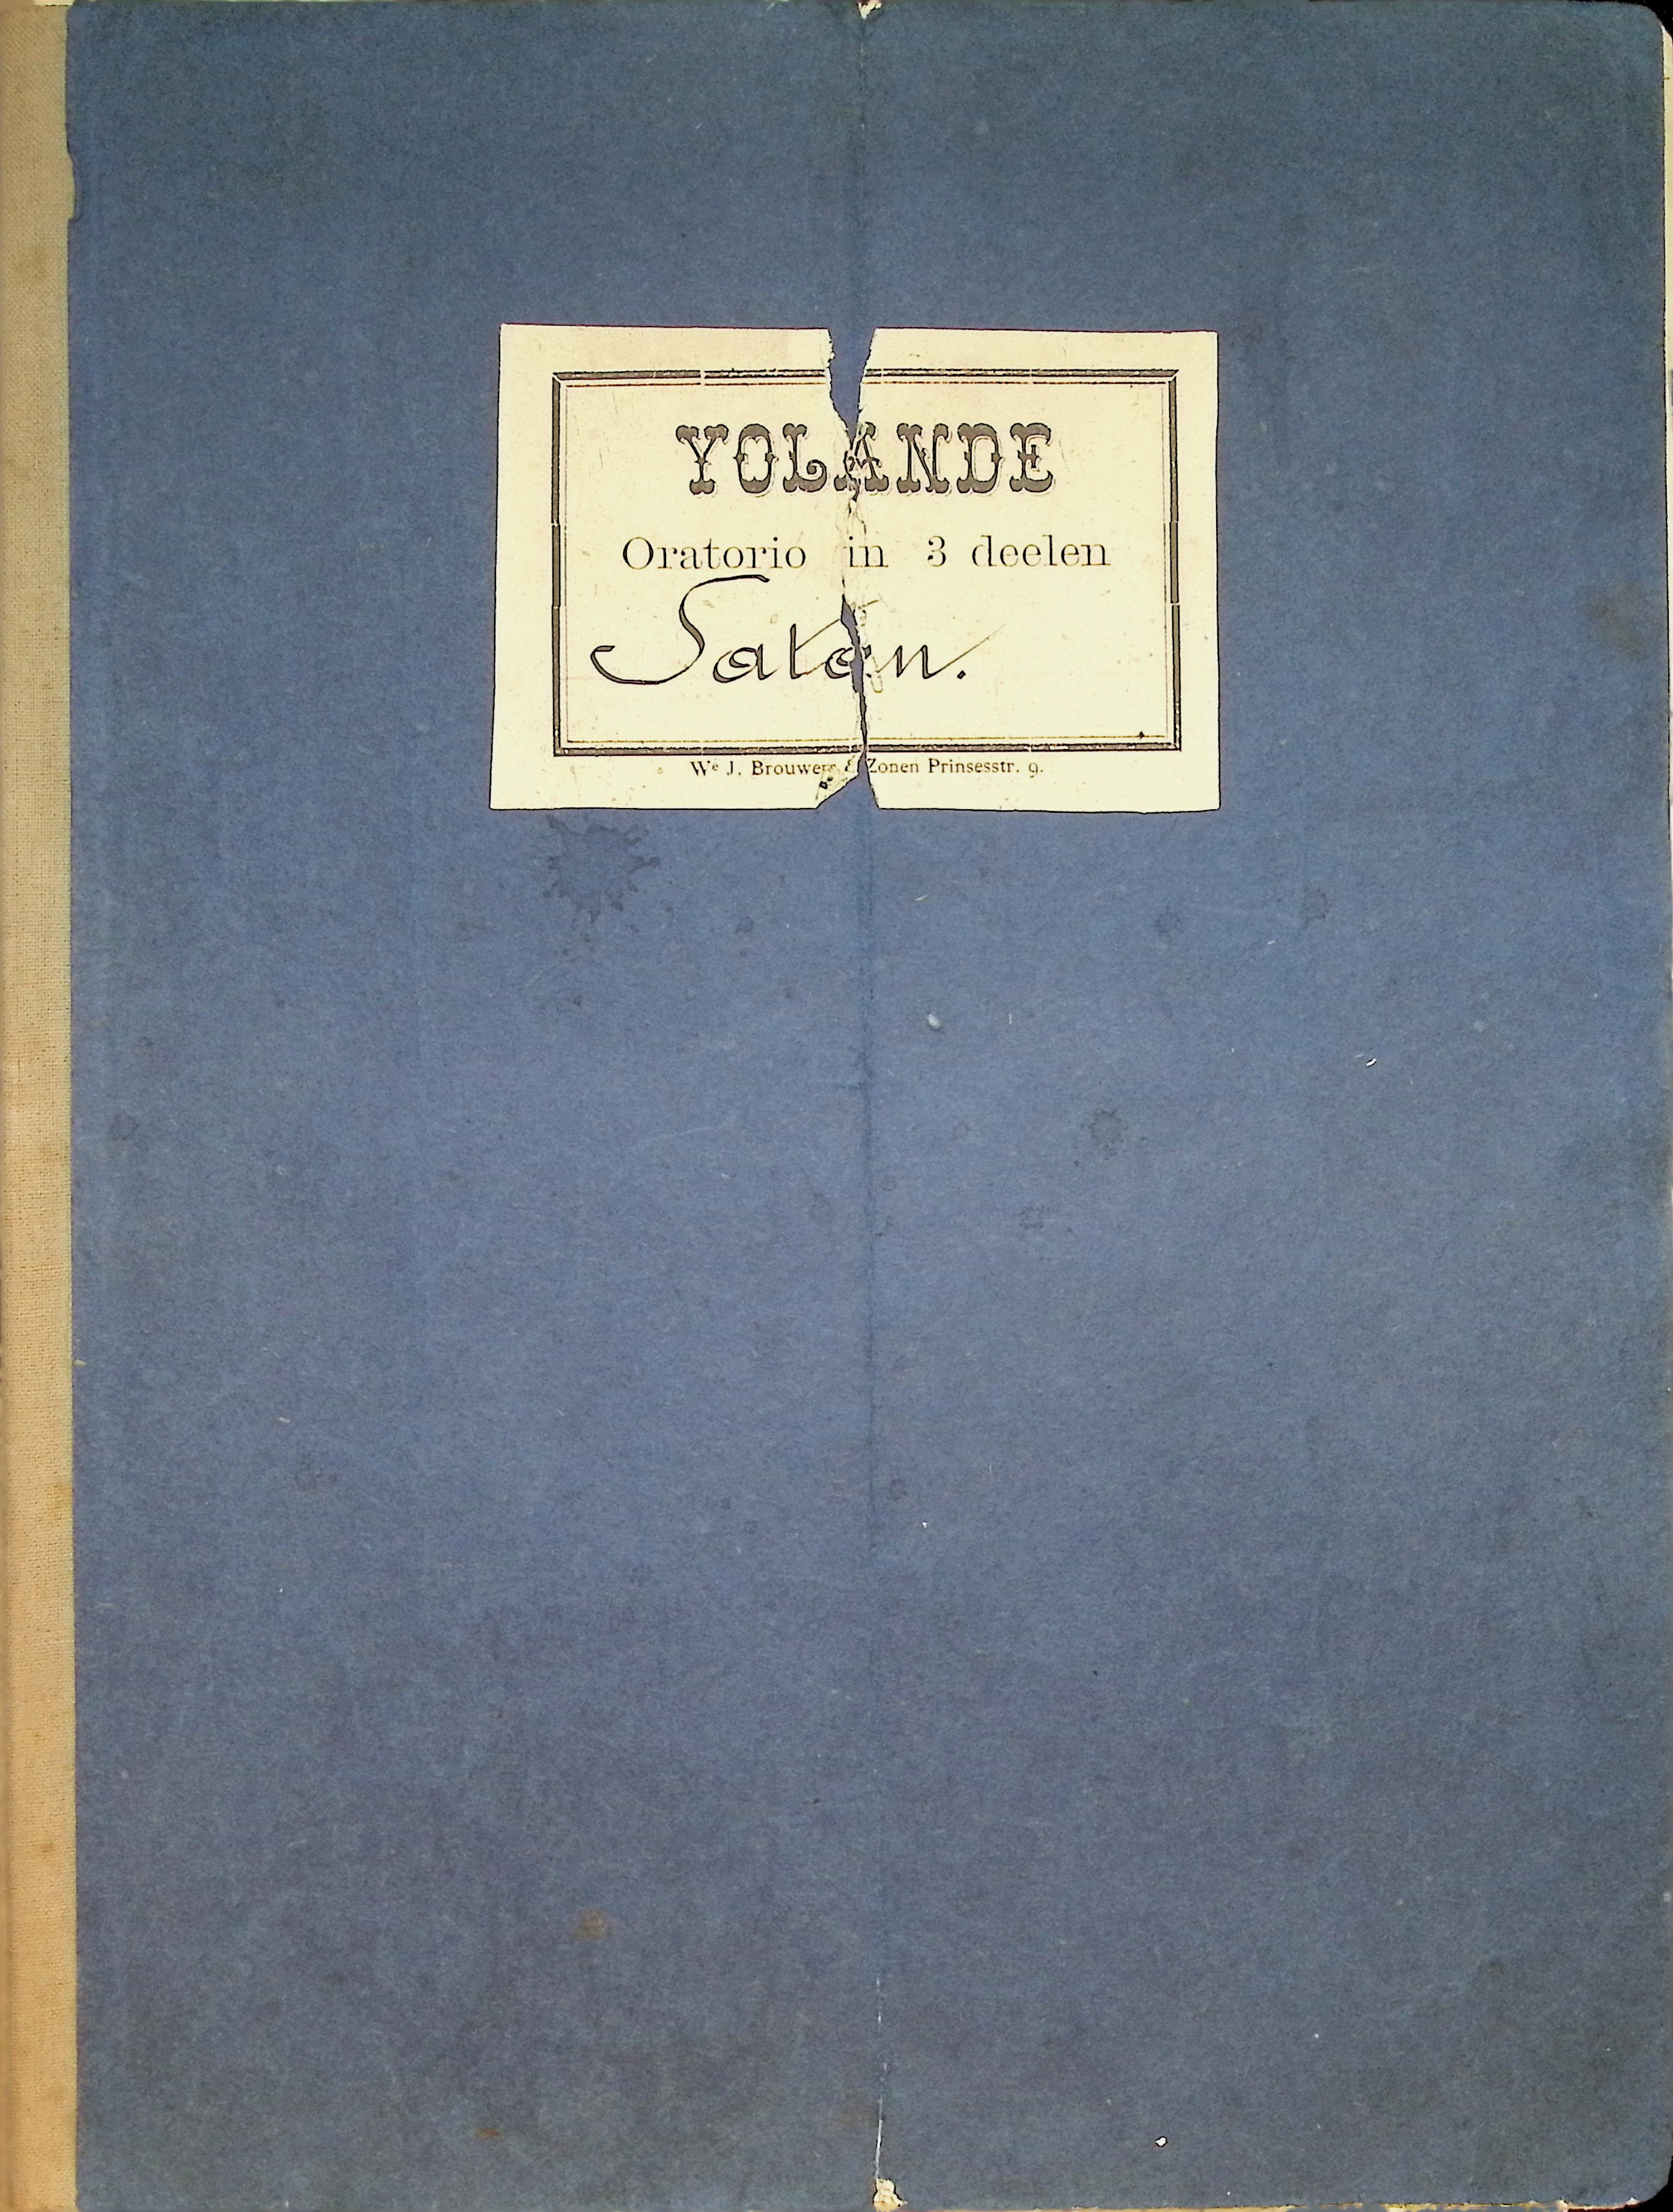 YOLANDE
Oratorio in 3 deelen
Satan.
We J. Brouwers & Zonen Prinsesstr. 9.